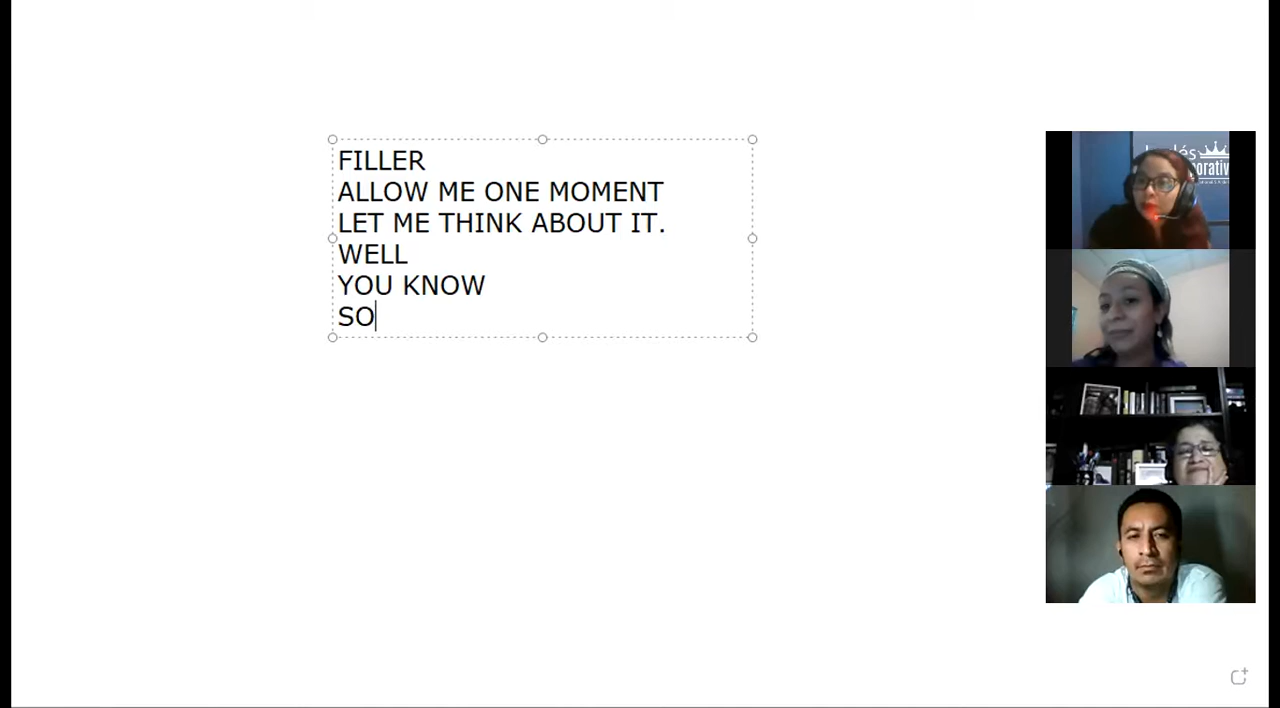 FILLER
ALLOW ME ONE MOMENT
LET ME THINK ABOUT IT.
WELL
YOU KNOW
SO